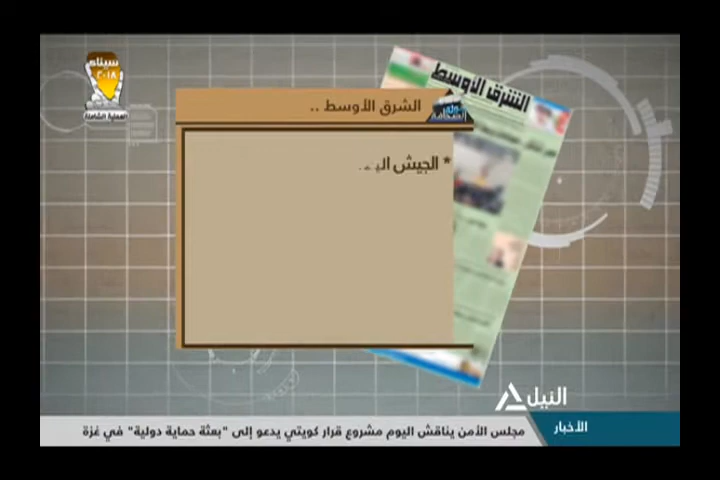 سيناء
٢٠١٨
العملية الشاملة
الشرق الأوسط
الشرق الأوسط ..
* الجيش
النيل
الأخبار
مجلس الأمن يناقش اليوم مشروع قرار كويتي يدعو إلى "بعثة حماية دولية" في غزة